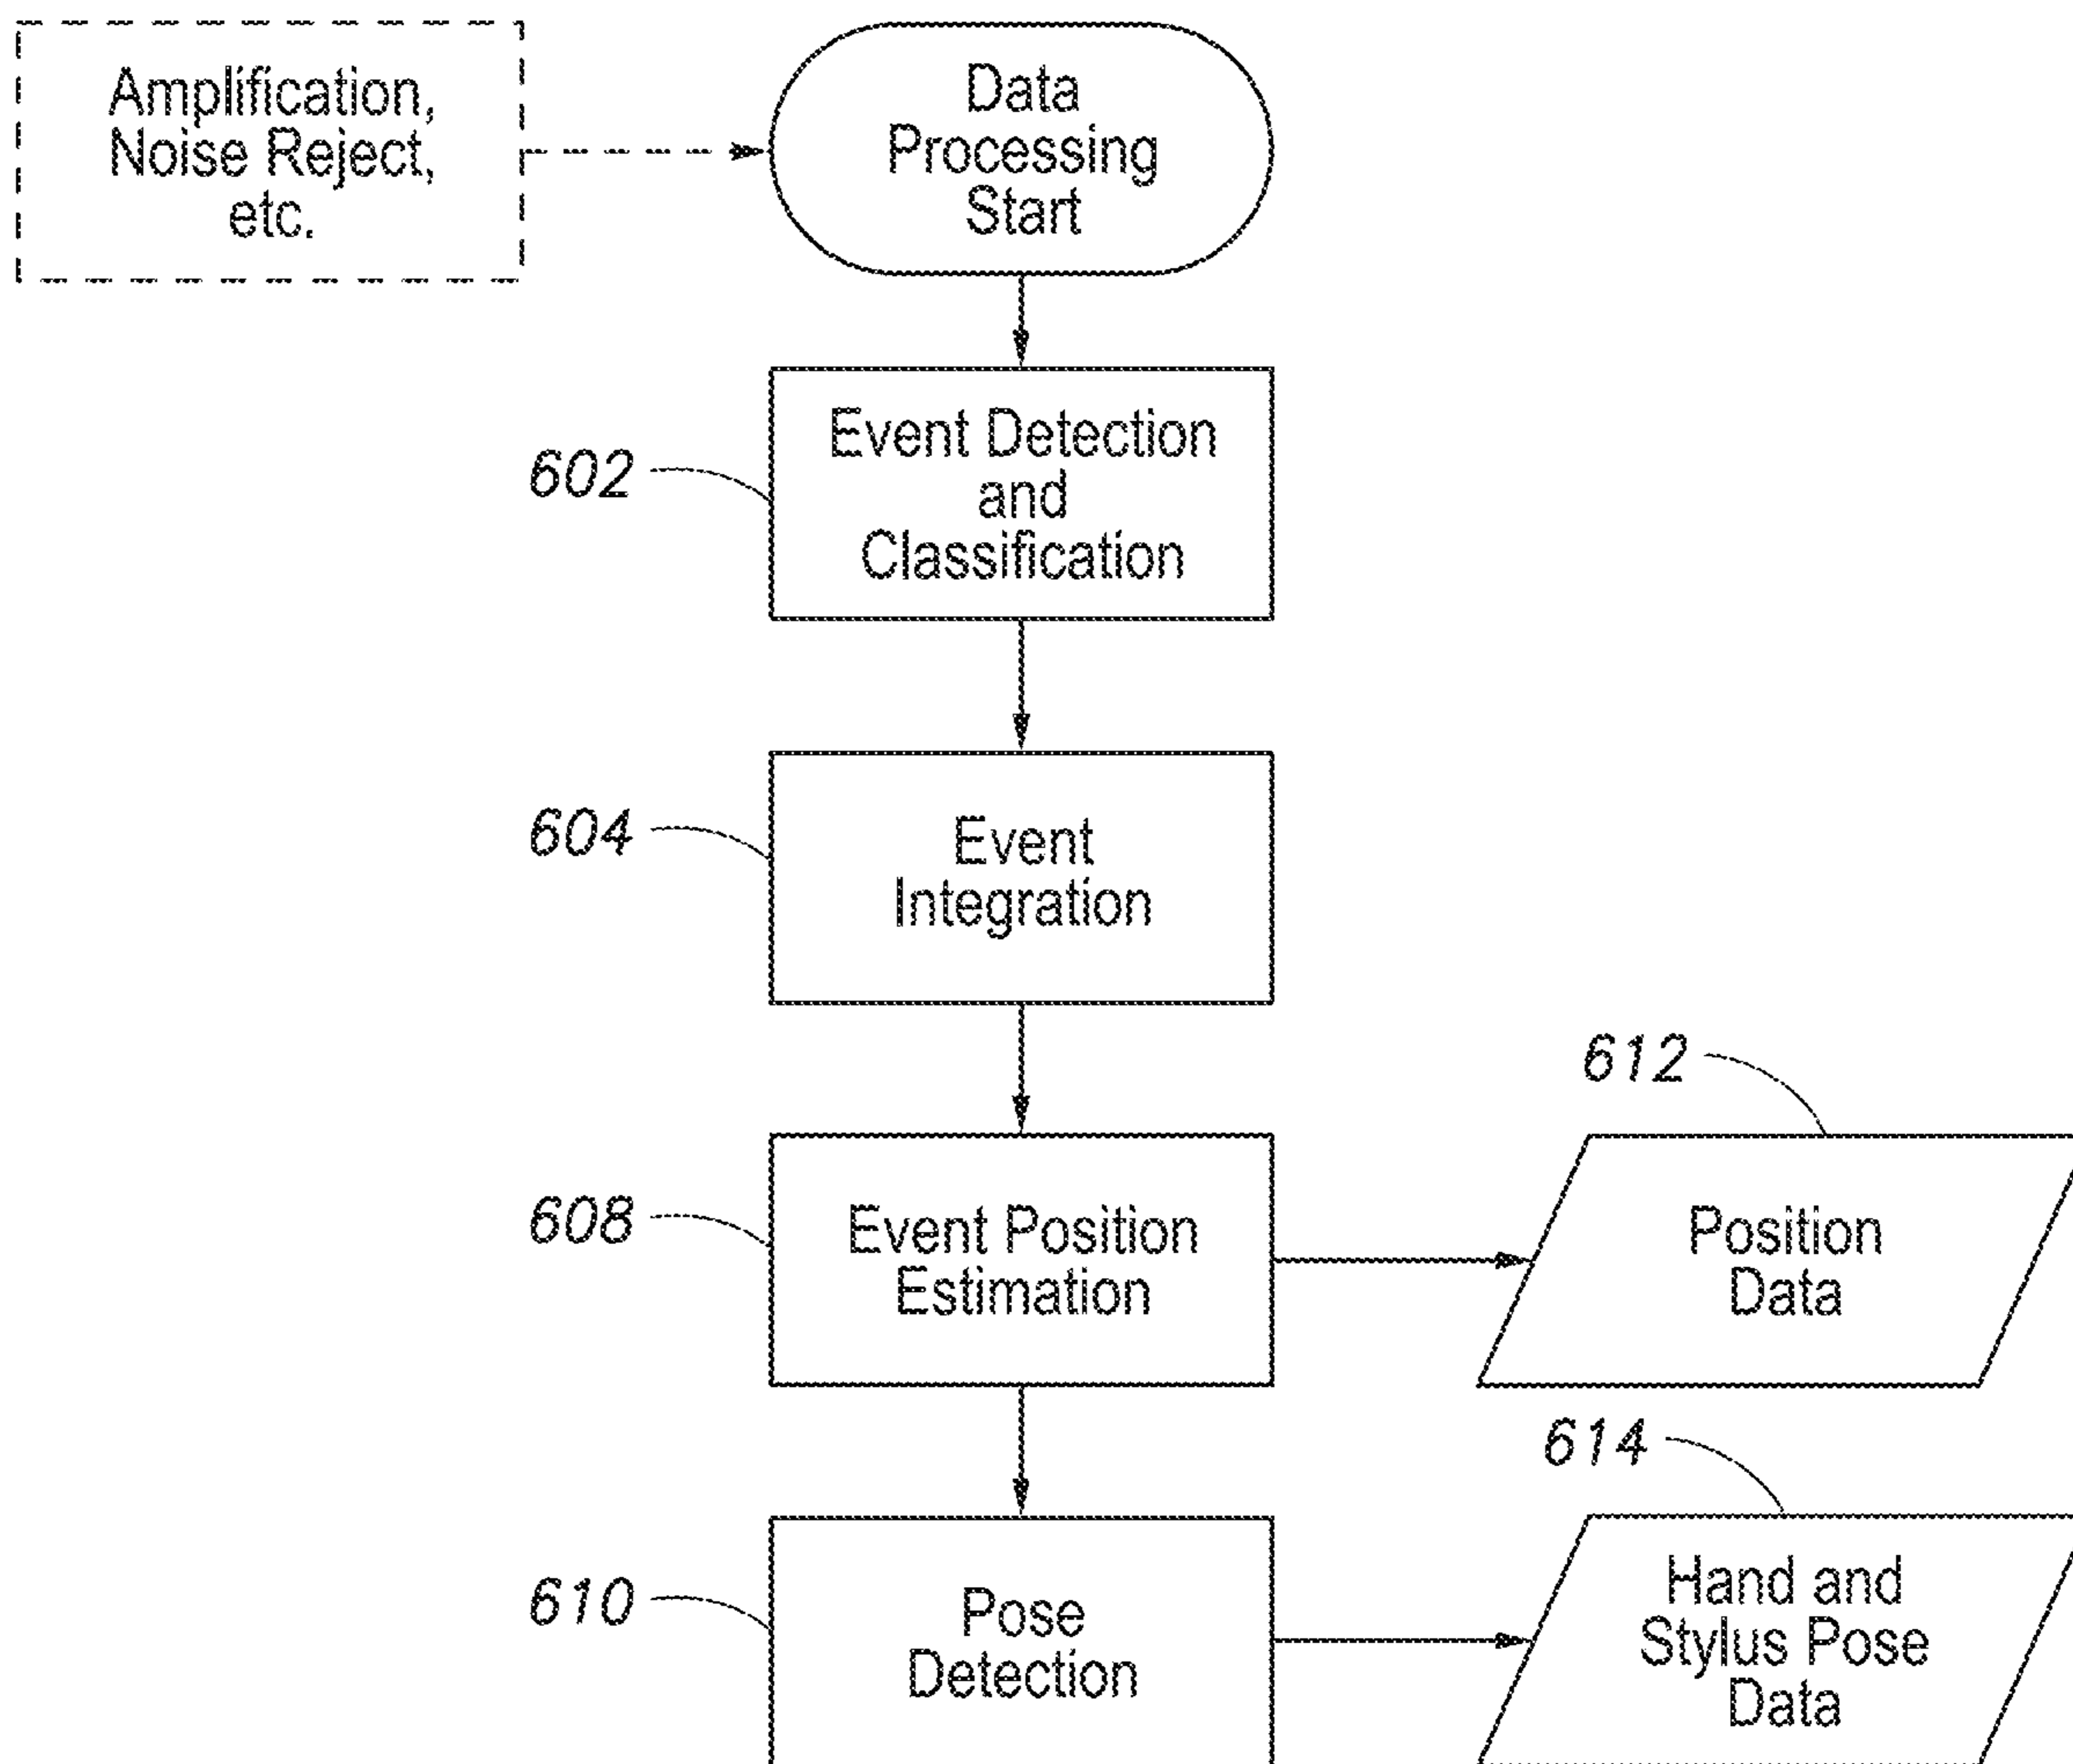 Amplification,
Noise Reject,
etc.
Data
Processing
Start
602
Event Detection
and
Classification
604
Event
Integration
608
Event Position
Estimation
612
Position
Data
610
Pose
Detection
614
Hand and
Stylus Pose
Data